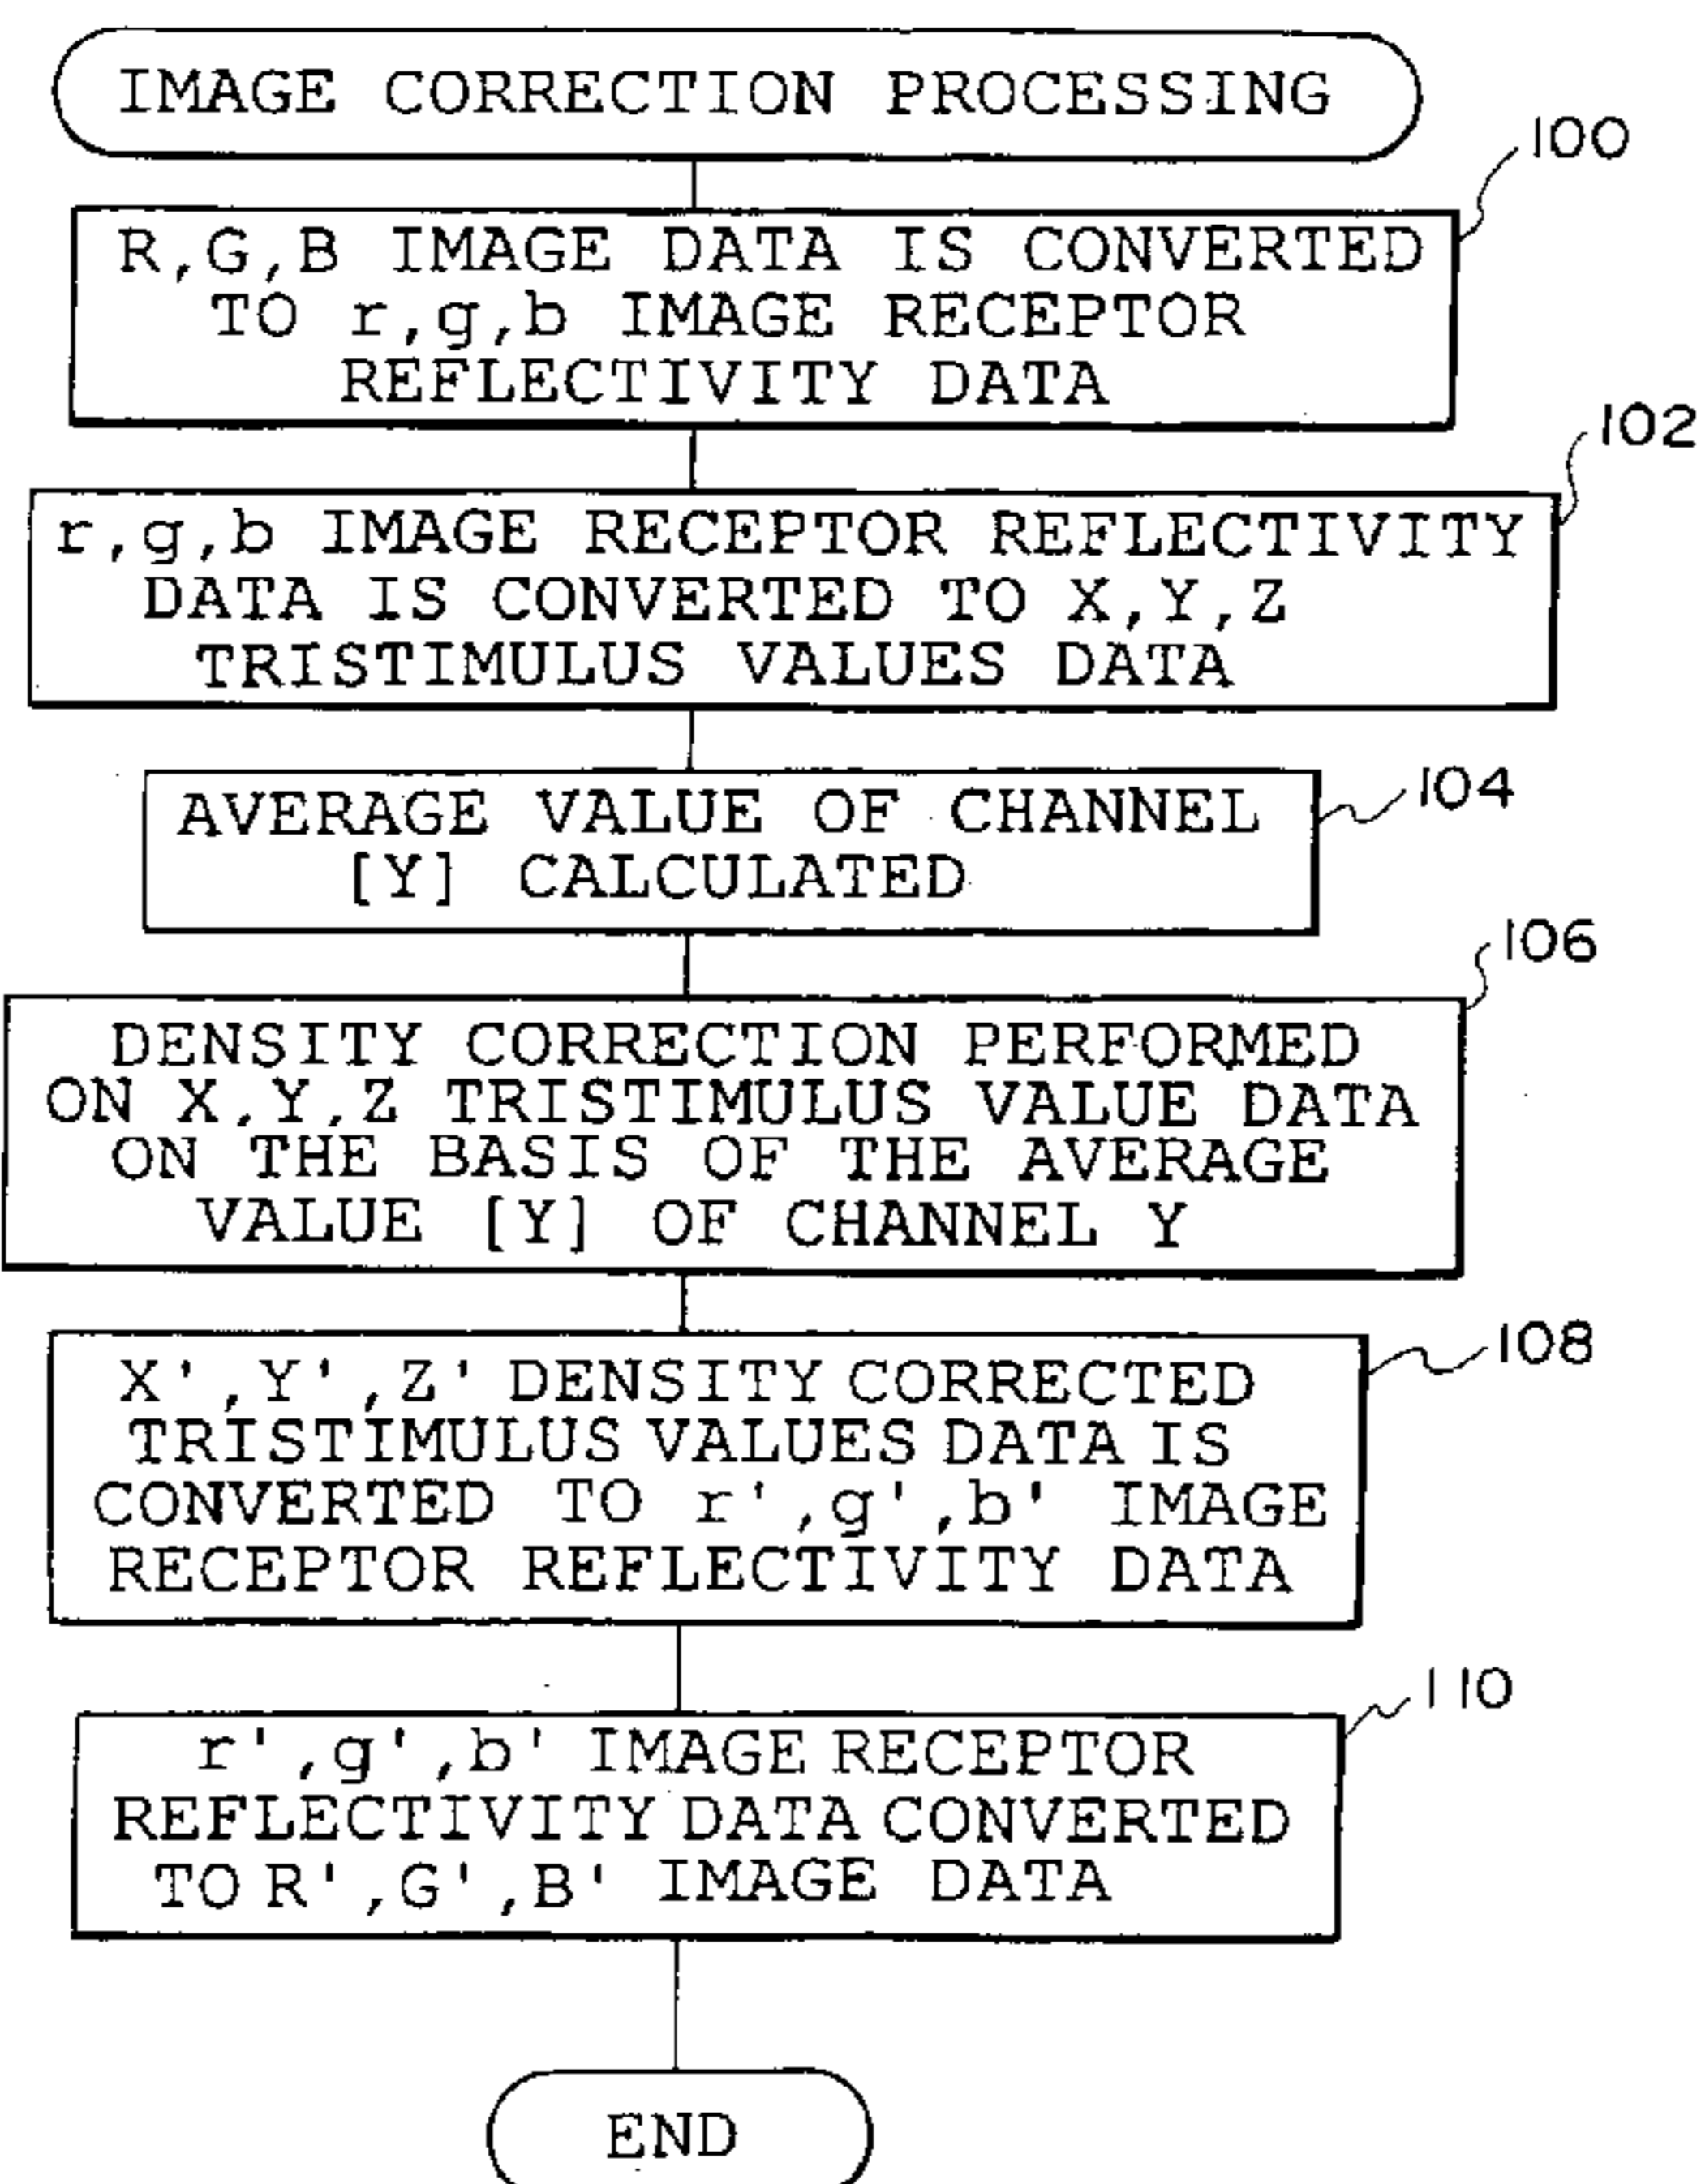 IMAGE CORRECTION PROCESSING
100
R,G,B IMAGE DATA IS CONVERTED
TO r,g,b IMAGE RECEPTOR
REFLECTIVITY DATA
102
r,g,b IMAGE RECEPTOR REFLECTIVITY
DATA IS CONVERTED TO X,Y,Z
TRISTIMULUS VALUES DATA
104
AVERAGE VALUE OF CHANNEL
[Y] CALCULATED
106
DENSITY CORRECTION PERFORMED
ON X,Y,Z TRISTIMULUS VALUE DATA
ON THE BASIS OF THE AVERAGE
VALUE [Y] OF CHANNEL Y
108
X',Y',Z' DENSITY CORRECTED
TRISTIMULUS VALUES DATA IS
CONVERTED TO r',g',b' IMAGE
RECEPTOR REFLECTIVITY DATA
110
r',g',b' IMAGE RECEPTOR
REFLECTIVITY DATA CONVERTED
TO R',G',B' IMAGE DATA
END